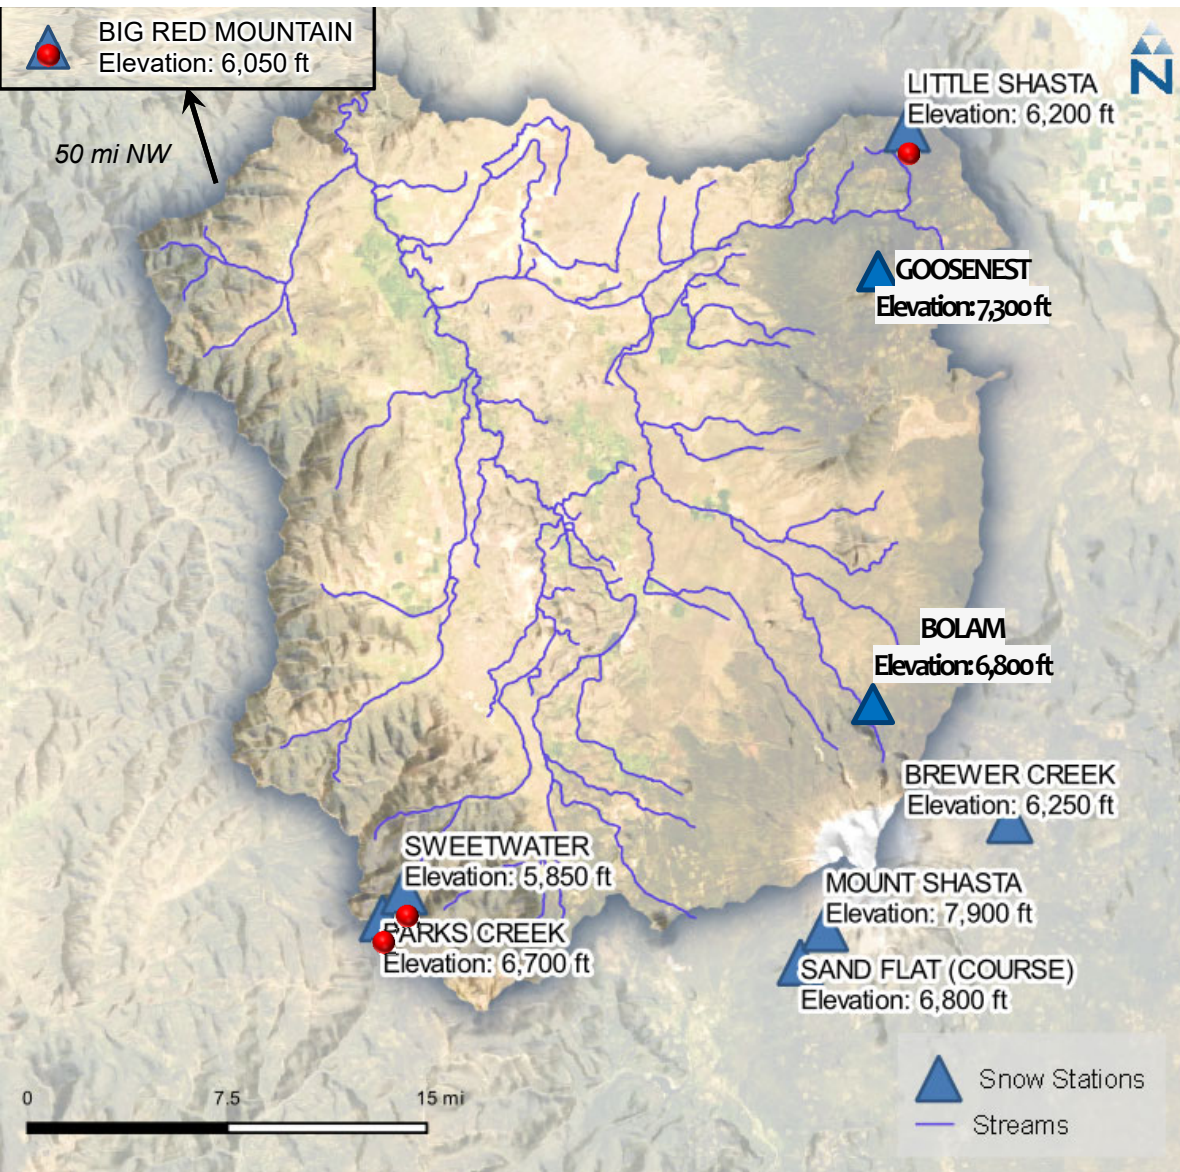 BIG RED MOUNTAIN
Elevation: 6,050 ft
50 mi NW
N
LITTLE SHASTA
Elevation: 6,200 ft
GOOSENEST
Elevation: 7,300 ft
BOLAM
Elevation: 6,800 ft
BREWER CREEK
Elevation: 6,250 ft
SWEETWATER
Elevation: 5,850 ft
PARKS CREEK
Elevation: 6,700 ft
MOUNT SHASTA
Elevation: 7,900 ft
SAND FLAT (COURSE)
Elevation: 6,800 ft
0 7.5 15 mi
Snow Stations
Streams